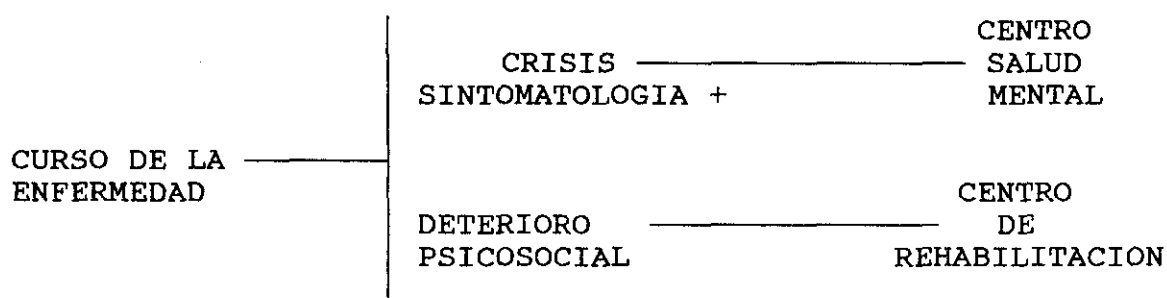 CURSO DE LA
ENFERMEDAD
CRISIS
SINTOMATOLOGIA +
CENTRO
SALUD
MENTAL
DETERIORO
PSICOSOCIAL
CENTRO
DE
REHABILITACION